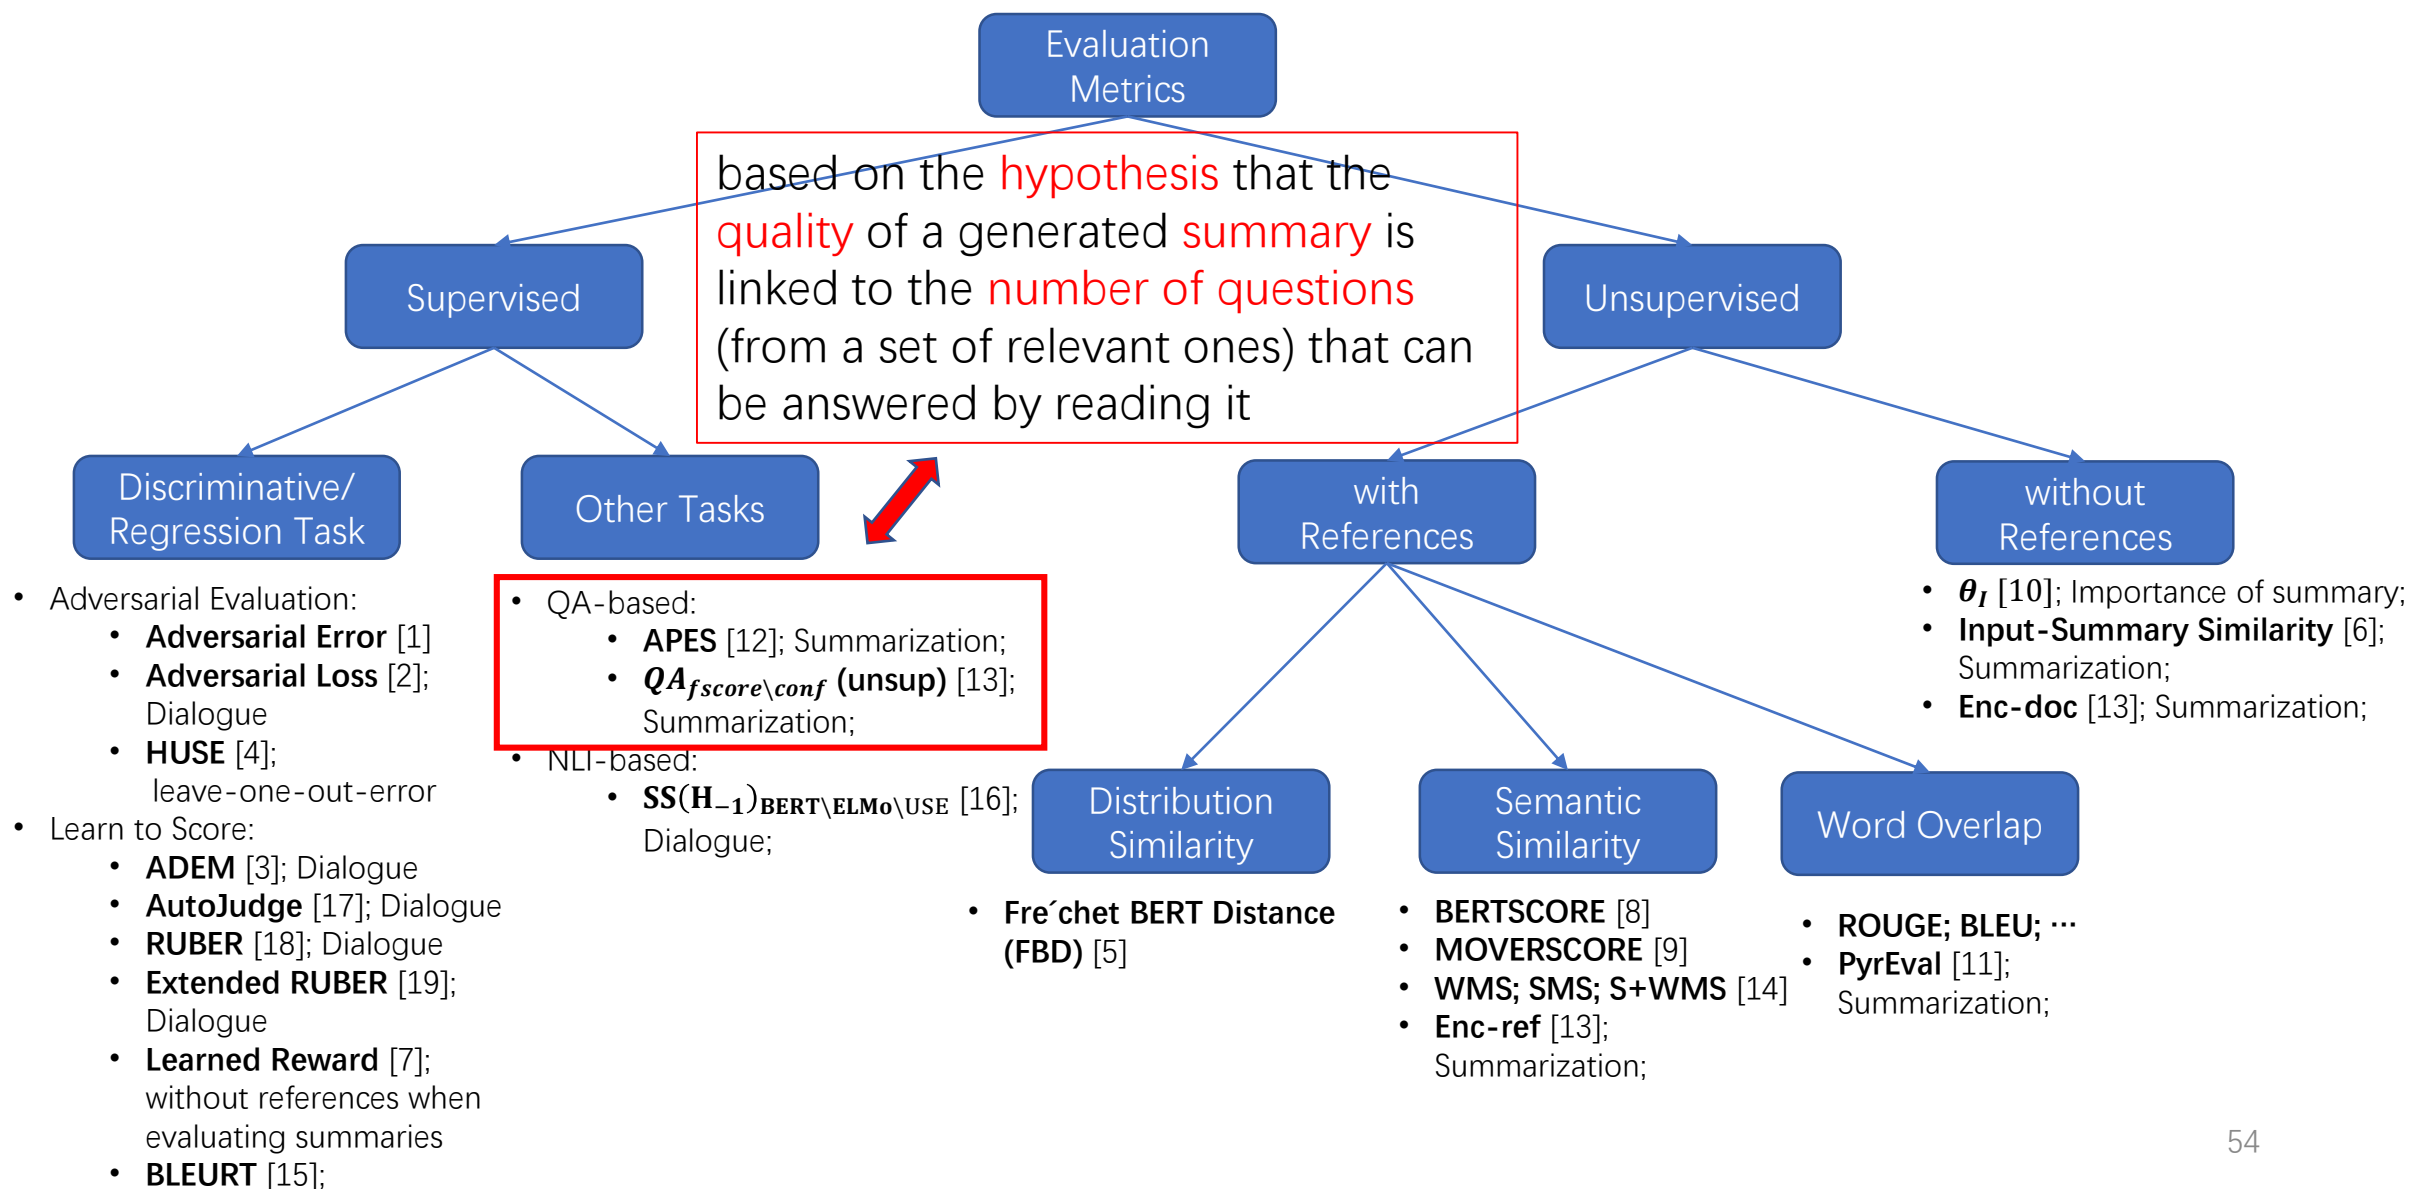 Evaluation
Metrics
based on the hypothesis that the
quality of a generated summary is
linked to the number of questions
(from a set of relevant ones) that can
be answered by reading it
Supervised
Unsupervised
Discriminative/
Regression Task
Other Tasks
with
References
without
References
• Adversarial Evaluation:
• Adversarial Error [1]
• Adversarial Loss [2];
Dialogue
• HUSE [4];
leave-one-out-error
• Learn to Score:
• ADEM [3]; Dialogue
• AutoJudge [17]; Dialogue
• RUBER [18]; Dialogue
• Extended RUBER [19];
Dialogue
• Learned Reward [7];
without references when
evaluating summaries
• BLEURT [15];
• QA-based:
• APES [12]; Summarization;
• QA_{fscore\conf} (unsup) [13];
Summarization;
• NLI-based:
• SS(H_{−1})_{BERT\ELMo\USE} [16];
Dialogue;
• θ_I [10]; Importance of summary;
• Input-Summary Similarity [6];
Summarization;
• Enc-doc [13]; Summarization;
Distribution
Similarity
Semantic
Similarity
Word Overlap
• Fre´chet BERT Distance
(FBD) [5]
• BERTSCORE [8]
• MOVERSCORE [9]
• WMS; SMS; S+WMS [14]
• Enc-ref [13];
Summarization;
• ROUGE; BLEU; ⋯
• PyrEval [11];
Summarization;
54